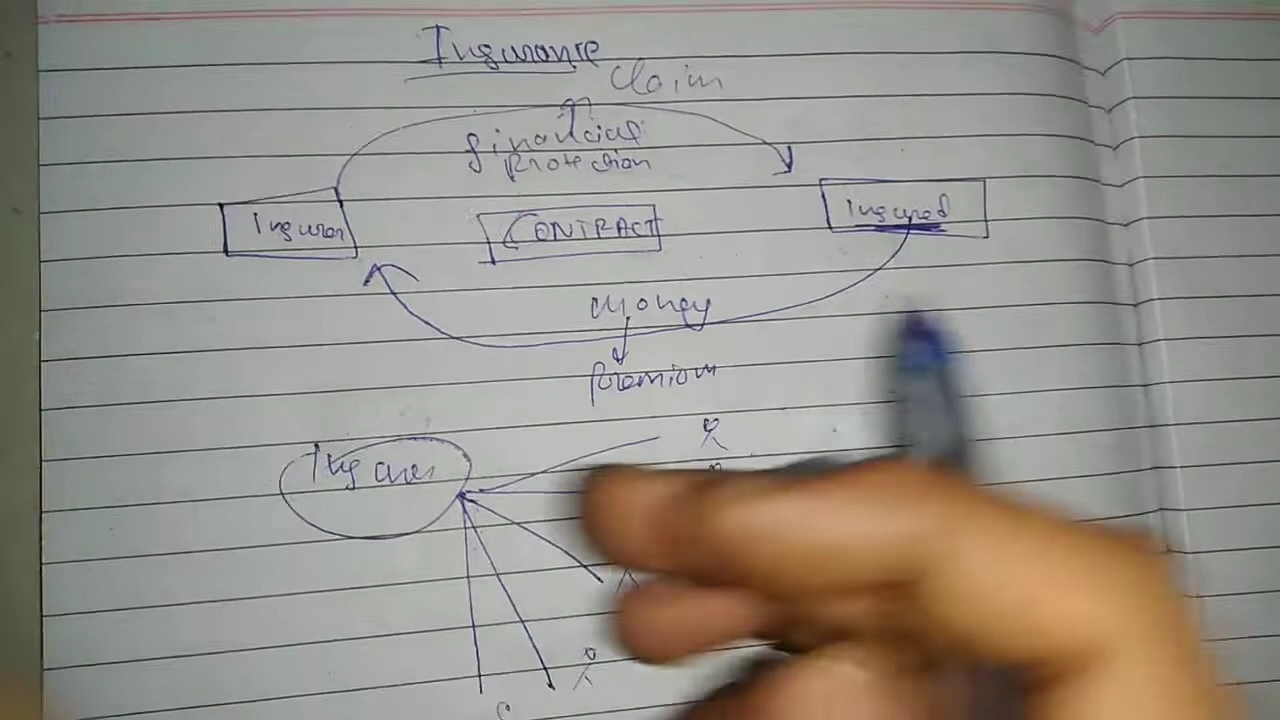 Insurance
Claim
financial
protection
Insurer
CONTRACT
Insured
money
premium
Insurer